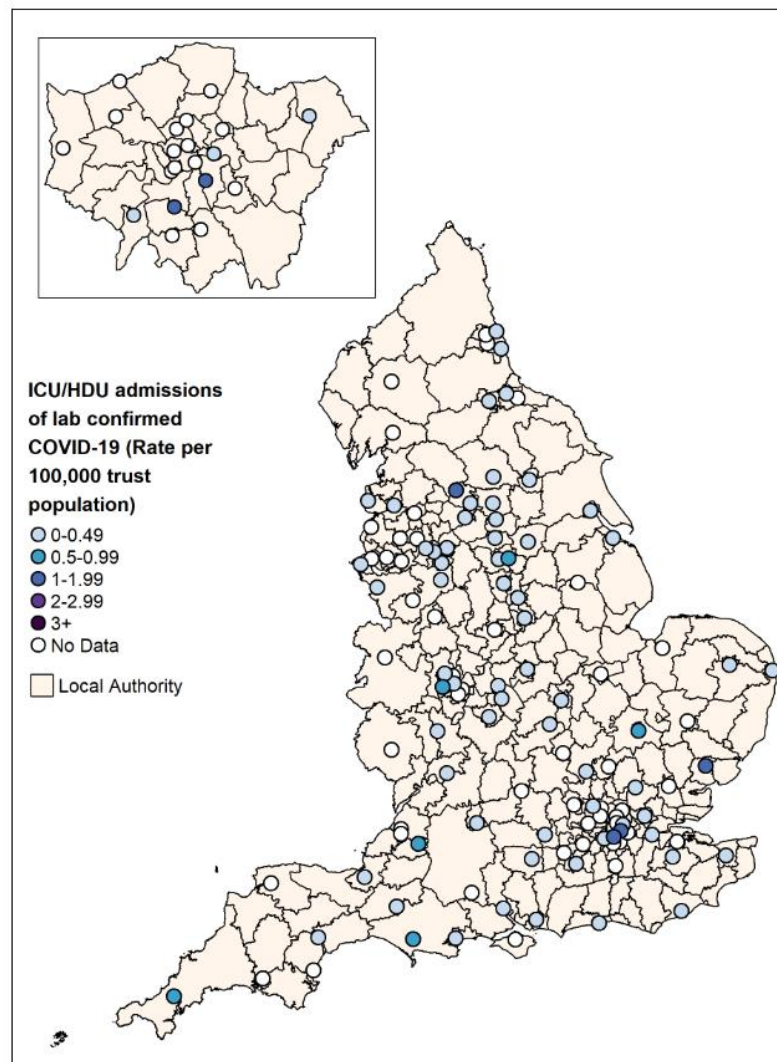 ICU/HDU admissions
of lab confirmed
COVID-19 (Rate per
100,000 trust
population)
0-0.49
0.5-0.99
1-1.99
2-2.99
3+
No Data
Local Authority